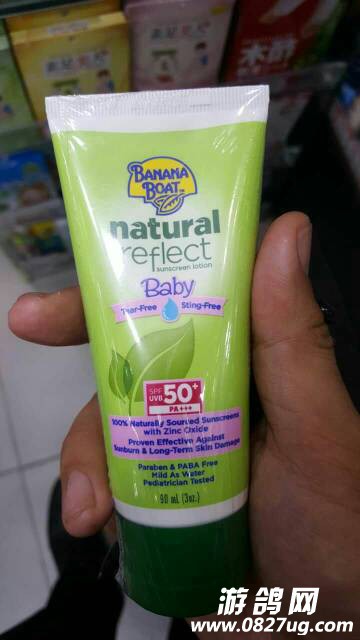 BANANA
BOAT
natural
reflect
sunscreen lotion
Baby
Tear-Free Sting-Free
SPF
UVB
50+
PA+++
100% Naturally Sourced Sunscreens
with Zinc Oxide
Proven Effective Against
Sunburn & Long-Term Skin Damage
Paraben & PABA Free
Mild As Water
Pediatrician Tested
90 mL (3oz.)
游鸽网
www.0827ug.com